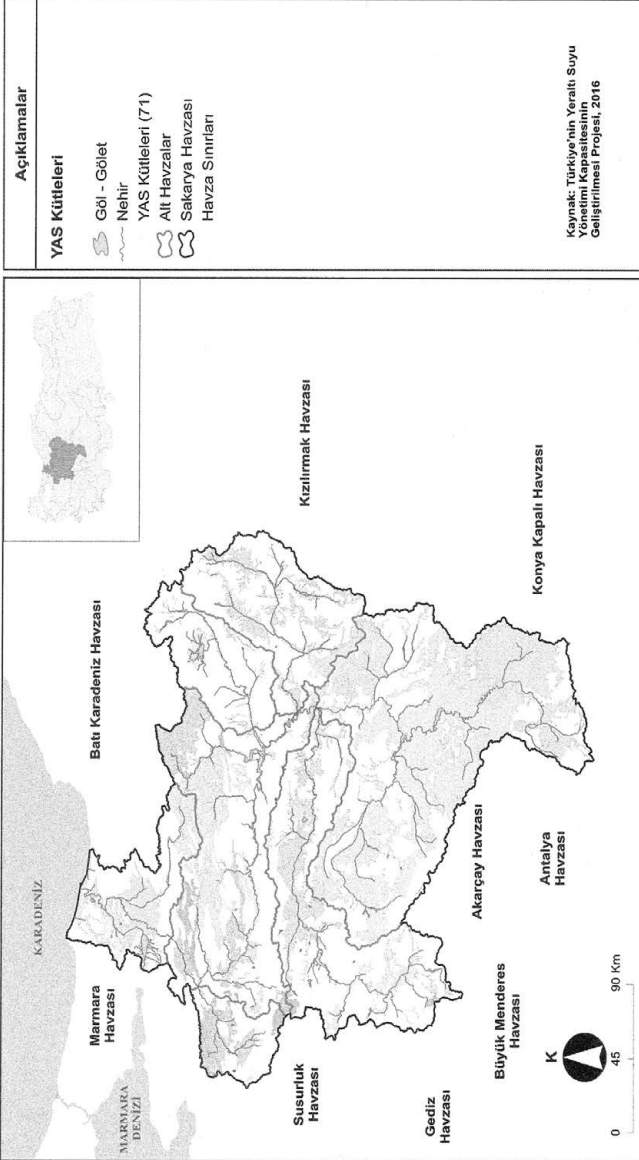 KARADENİZ
MARMARA
DENİZİ
Marmara
Havzası
Batı Karadeniz Havzası
Kızılırmak Havzası
Susurluk
Havzası
Gediz
Havzası
Büyük Menderes
Havzası
Akarçay Havzası
Antalya
Havzası
Konya Kapalı Havzası
K
0
45
90 Km
Açıklamalar
YAS Kütleleri
Göl - Gölet
Nehir
YAS Kütleleri (71)
Alt Havzalar
Sakarya Havzası
Havza Sınırları
Kaynak: Türkiye'nin Yeraltı Suyu
Yönetimi Kapasitesinin
Geliştirilmesi Projesi, 2016